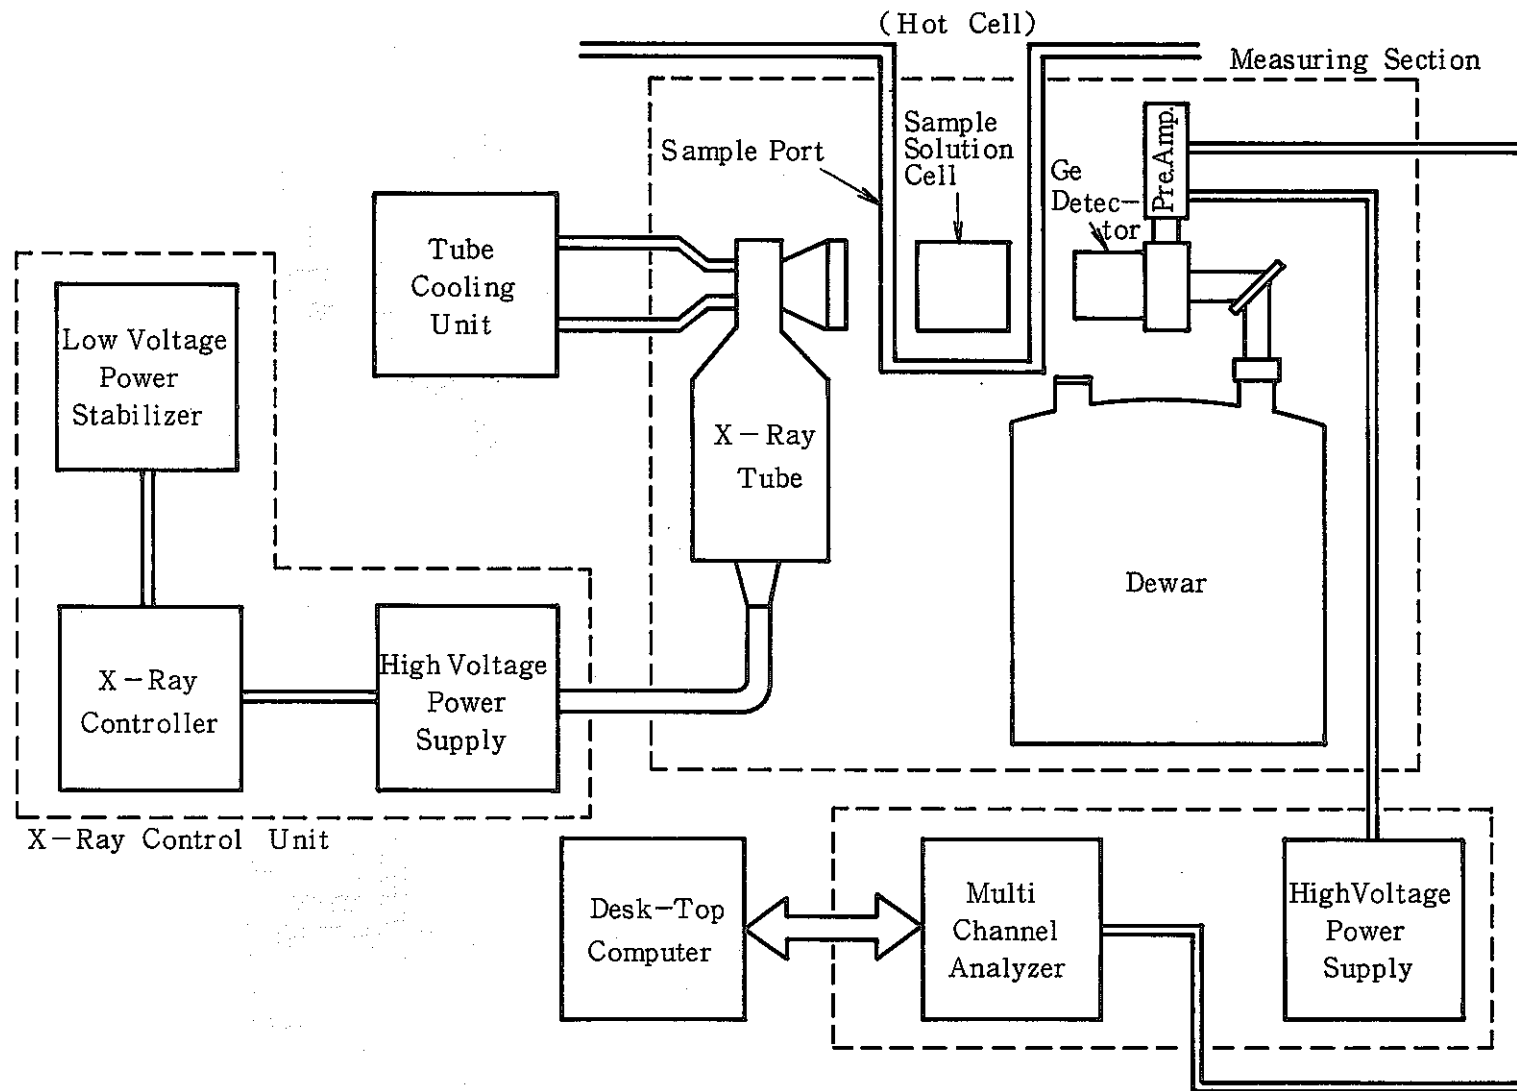 (Hot Cell)
Measuring Section
Sample Port
Sample
Solution
Cell
Ge
Detec-
tor
Pre.Amp.
Tube
Cooling
Unit
Low Voltage
Power
Stabilizer
X-Ray
Tube
Dewar
X-Ray
Controller
High Voltage
Power
Supply
X-Ray Control Unit
Desk-Top
Computer
Multi
Channel
Analyzer
High Voltage
Power
Supply